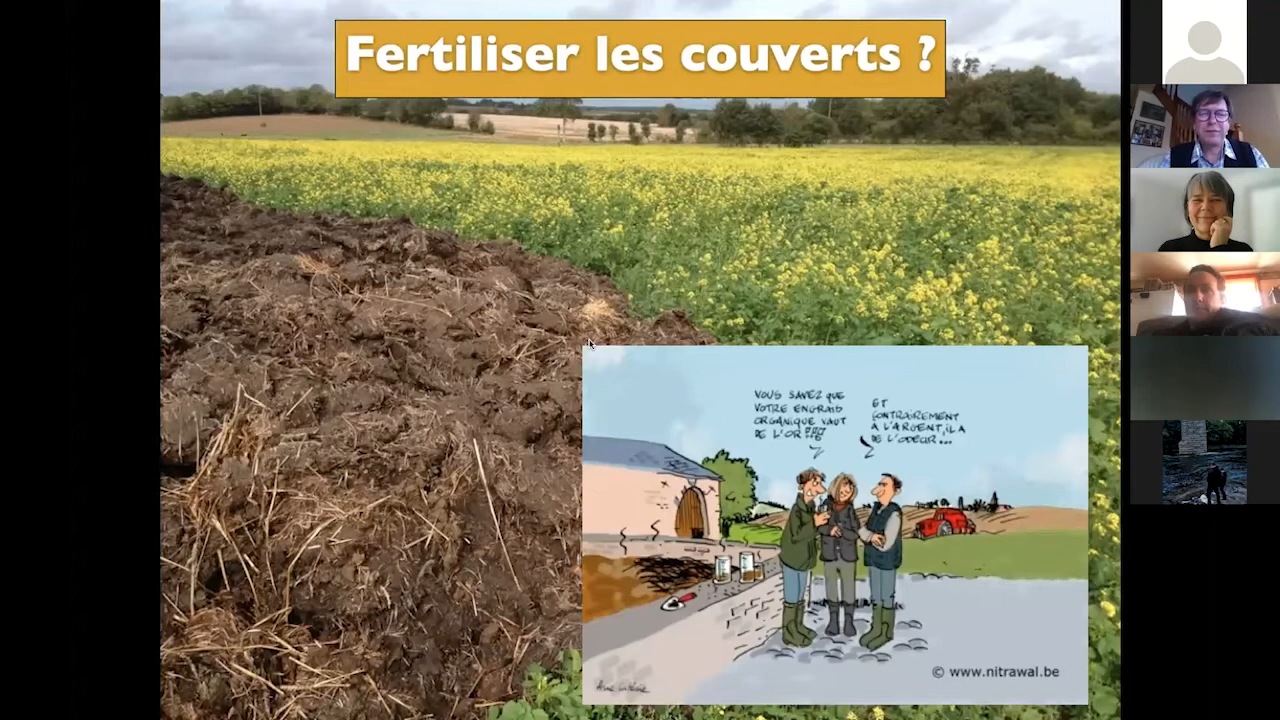 Fertiliser les couverts ?
VOUS SAVEZ QUE
VOTRE ENGRAIS
ORGANIQUE VAUT
DE L'OR !!!
ET
CONTRAIREMENT
À L'ARGENT, IL A
DE L'ODEUR...
© www.nitrawal.be